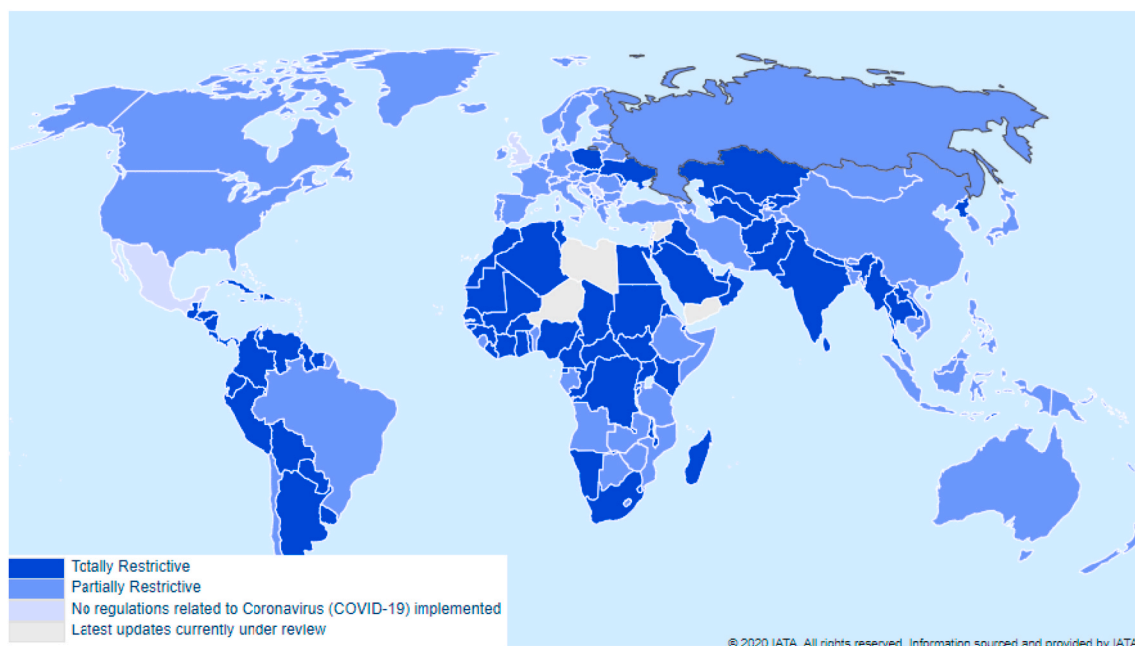 Totally Restrictive
Partially Restrictive
No regulations related to Coronavirus (COVID-19) implemented
Latest updates currently under review
© 2020 IATA. All rights reserved. Information sourced and provided by IATA